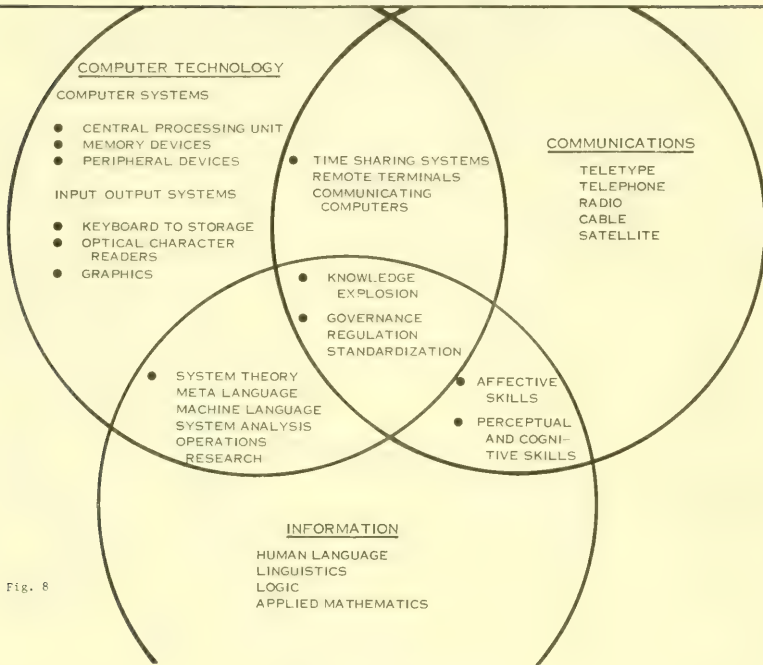 COMPUTER TECHNOLOGY
COMPUTER SYSTEMS
● CENTRAL PROCESSING UNIT
● MEMORY DEVICES
● PERIPHERAL DEVICES
INPUT OUTPUT SYSTEMS
● KEYBOARD TO STORAGE
● OPTICAL CHARACTER
READERS
● GRAPHICS
● TIME SHARING SYSTEMS
REMOTE TERMINALS
COMMUNICATING
COMPUTERS
COMMUNICATIONS
TELETYPE
TELEPHONE
RADIO
CABLE
SATELLITE
● KNOWLEDGE
EXPLOSION
● GOVERNANCE
REGULATION
STANDARDIZATION
● SYSTEM THEORY
META LANGUAGE
MACHINE LANGUAGE
SYSTEM ANALYSIS
OPERATIONS
RESEARCH
● AFFECTIVE
SKILLS
● PERCEPTUAL
AND COGNI-
TIVE SKILLS
INFORMATION
HUMAN LANGUAGE
LINGUISTICS
LOGIC
APPLIED MATHEMATICS
Fig. 8